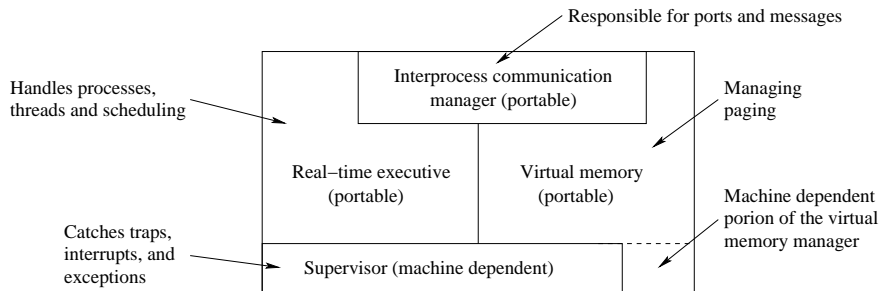 Responsible for ports and messages
Interprocess communication
manager (portable)
Handles processes,
threads and scheduling
Managing
paging
Real−time executive
(portable)
Virtual memory
(portable)
Machine dependent
porion of the virtual
memory manager
Catches traps,
interrupts, and
exceptions
Supervisor (machine dependent)